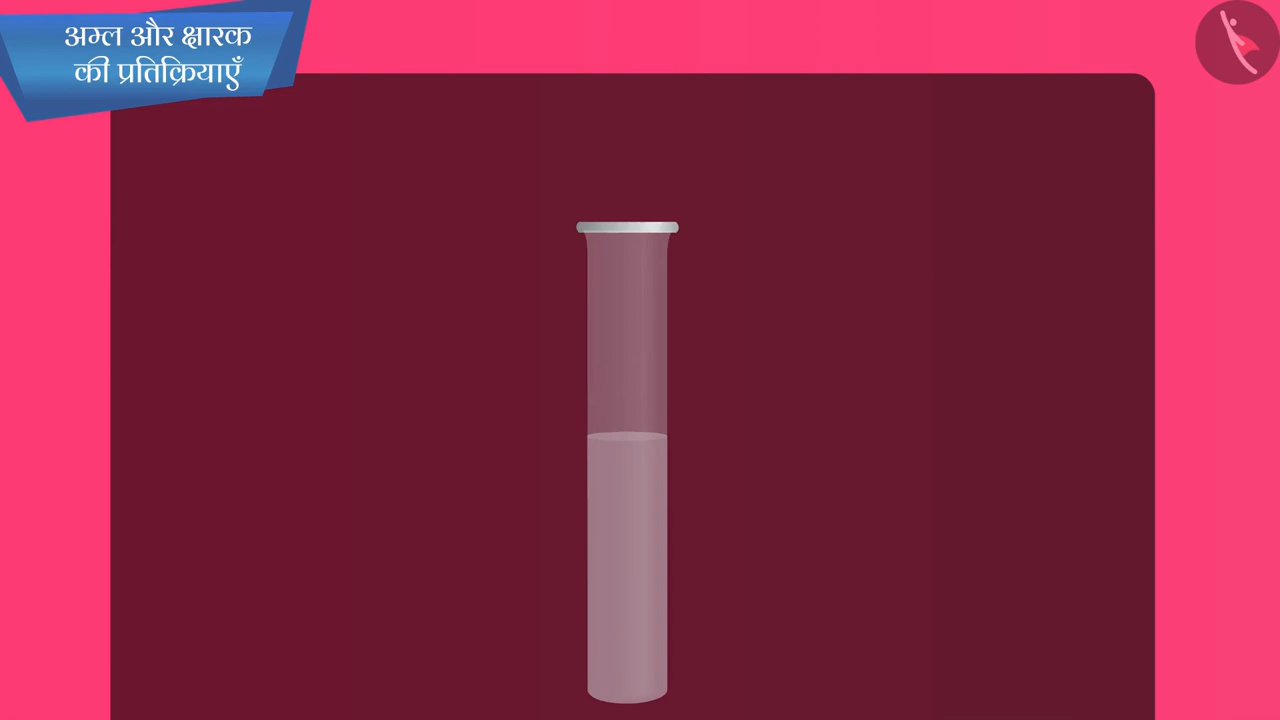 अम्ल और क्षारक
की प्रतिक्रियाएँ